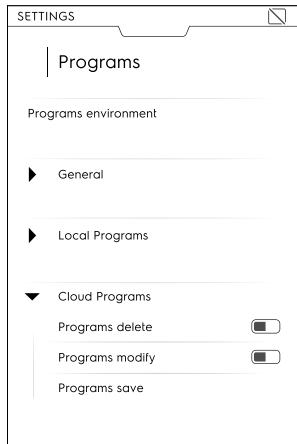 SETTINGS
Programs
Programs environment
General
Local Programs
Cloud Programs
Programs delete
Programs modify
Programs save